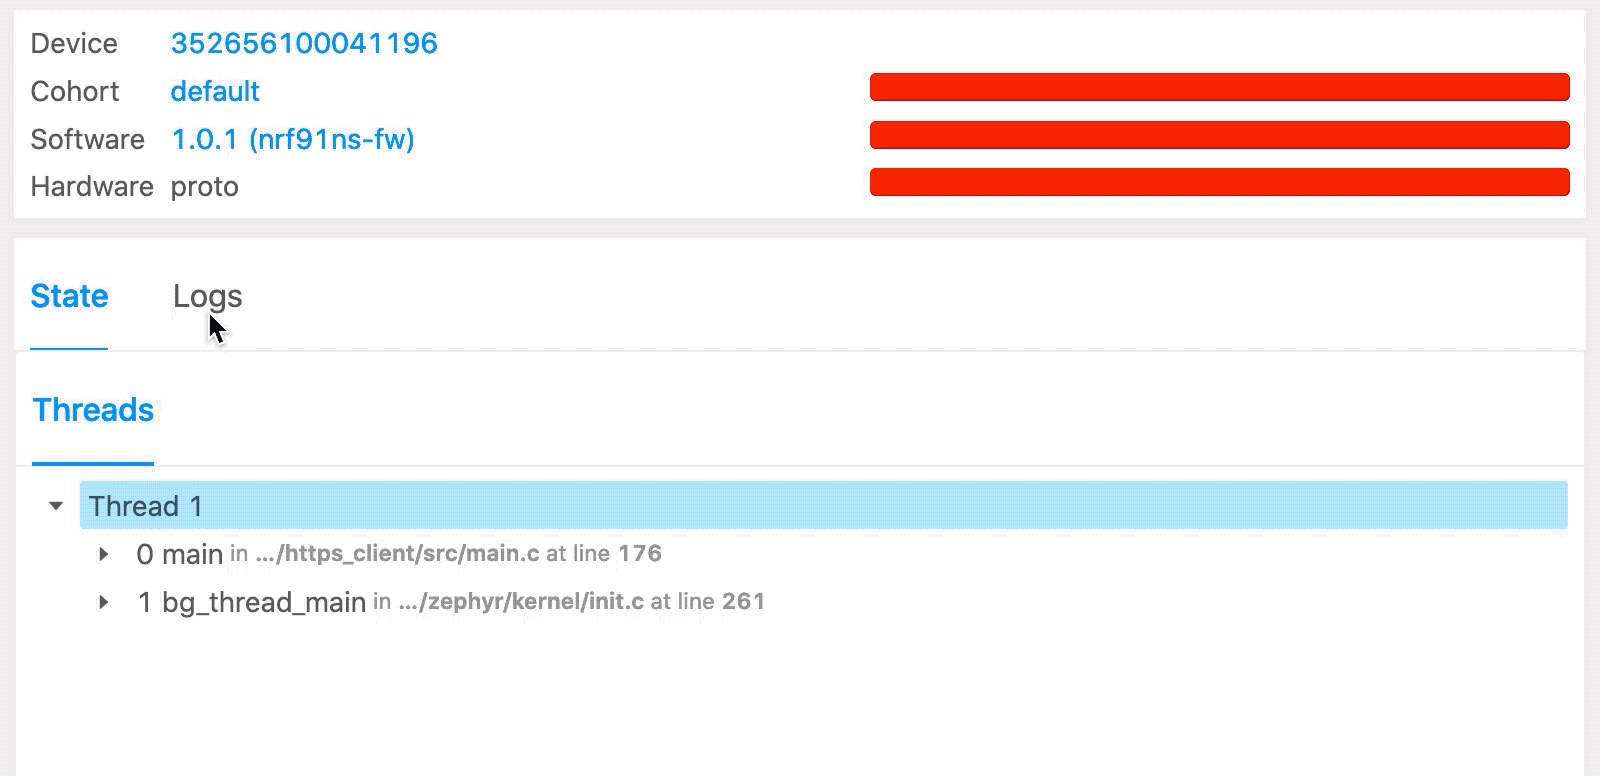 Device 352656100041196
Cohort default
Software 1.0.1 (nrf91ns-fw)
Hardware proto
State Logs
Threads
Thread 1
0 main in .../https_client/src/main.c at line 176
1 bg_thread_main in .../zephyr/kernel/init.c at line 261